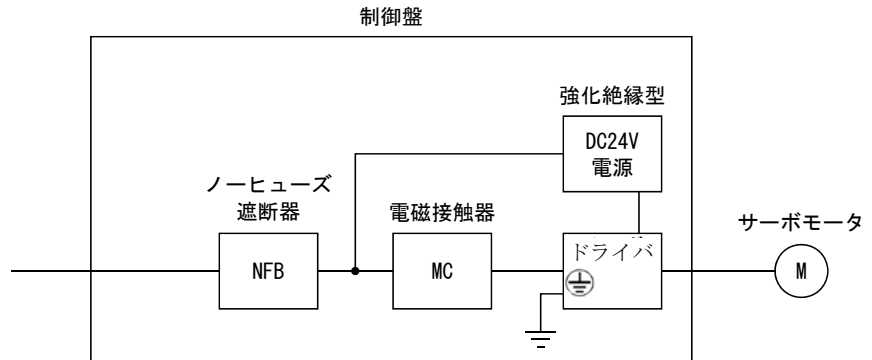 制御盤
強化絶縁型
DC24V
電源
ノーヒューズ
遮断器
電磁接触器
サーボモータ
NFB
MC
ドライバ
M